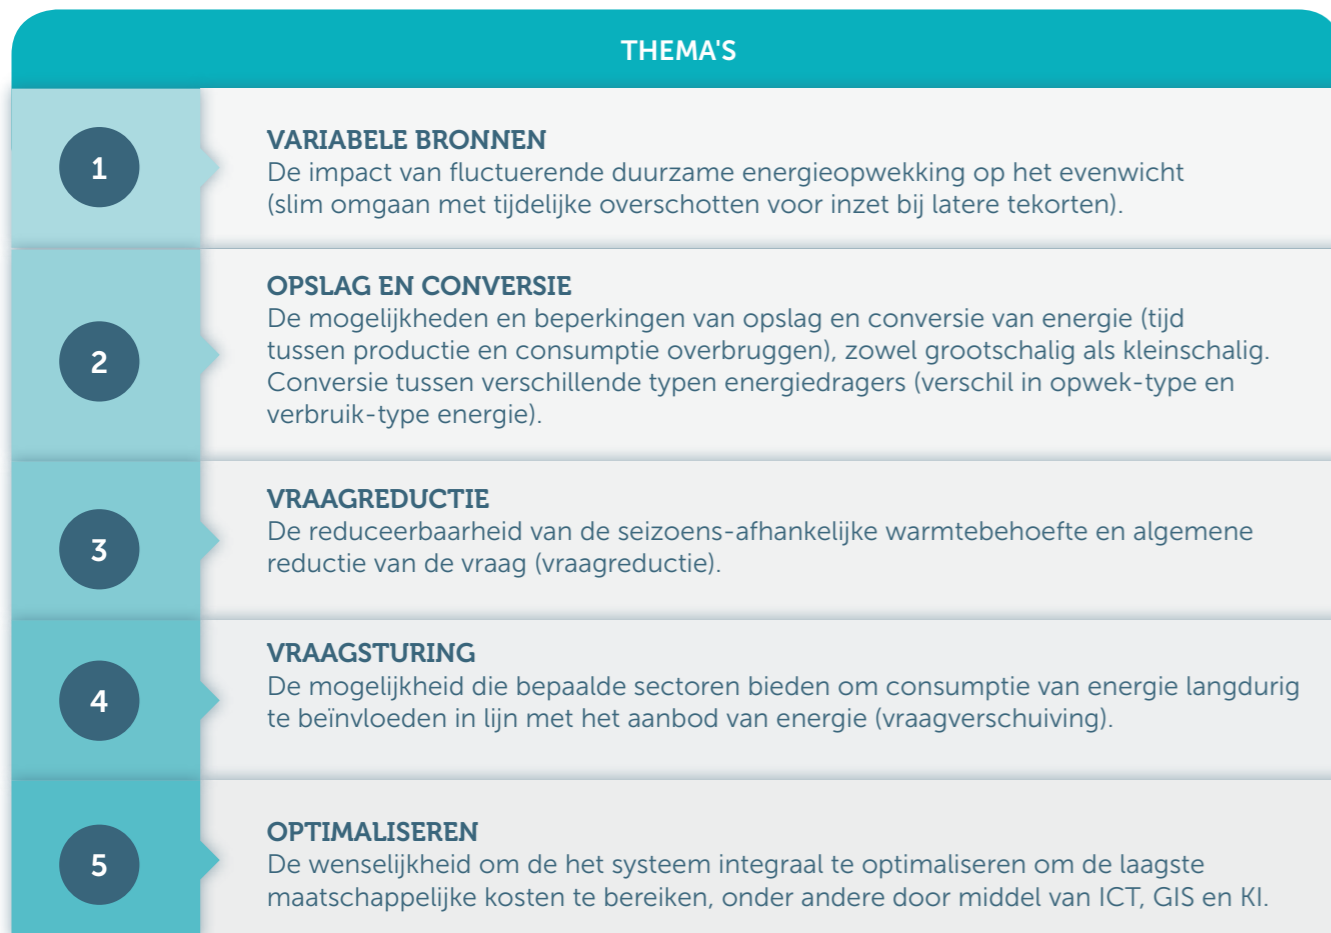 THEMA'S
1
VARIABELE BRONNEN
De impact van fluctuerende duurzame energieopwekking op het evenwicht
(slim omgaan met tijdelijke overschotten voor inzet bij latere tekorten).
2
OPSLAG EN CONVERSIE
De mogelijkheden en beperkingen van opslag en conversie van energie (tijd
tussen productie en consumptie overbruggen), zowel grootschalig als kleinschalig.
Conversie tussen verschillende typen energiedragers (verschil in opwek-type en
verbruik-type energie).
3
VRAAGREDUCTIE
De reduceerbaarheid van de seizoens-afhankelijke warmtebehoefte en algemene
reductie van de vraag (vraagreductie).
4
VRAAGSTURING
De mogelijkheid die bepaalde sectoren bieden om consumptie van energie langdurig
te beïnvloeden in lijn met het aanbod van energie (vraagverschuiving).
5
OPTIMALISEREN
De wenselijkheid om de het systeem integraal te optimaliseren om de laagste
maatschappelijke kosten te bereiken, onder andere door middel van ICT, GIS en KI.